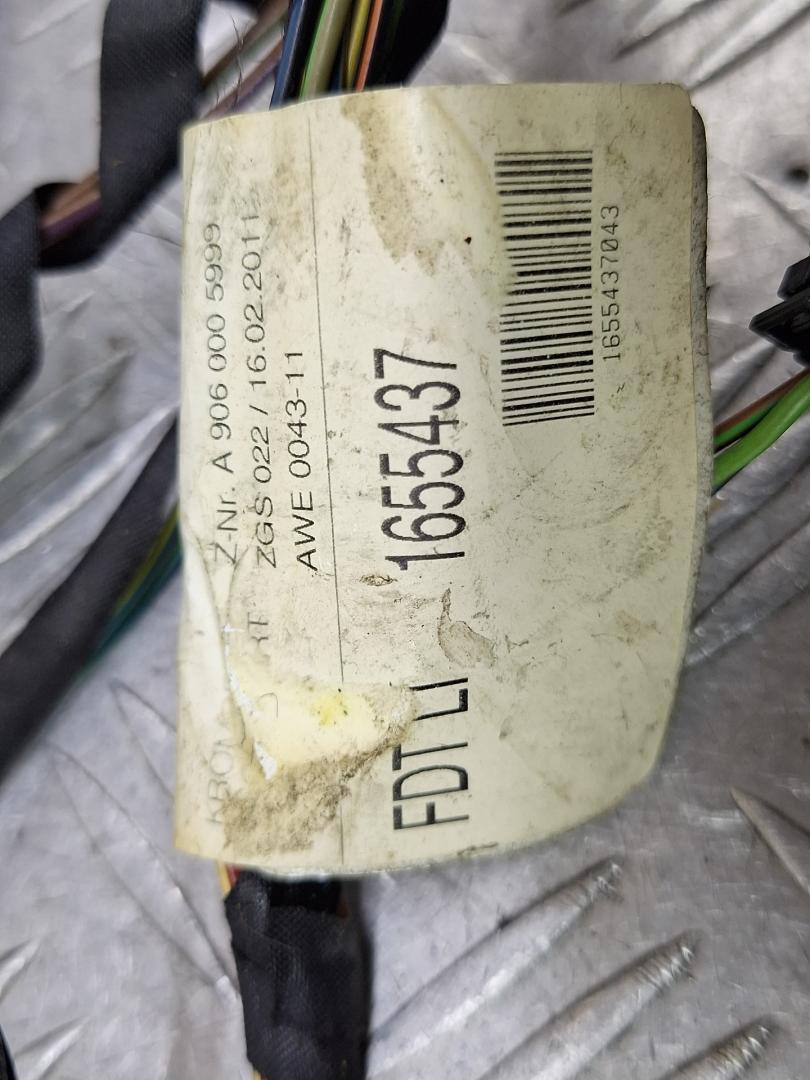 Z-Nr. A 906 000 5999
ZGS 022 / 16.02.2011
AWE 0043-11
FDT LI 1655437
1655437043